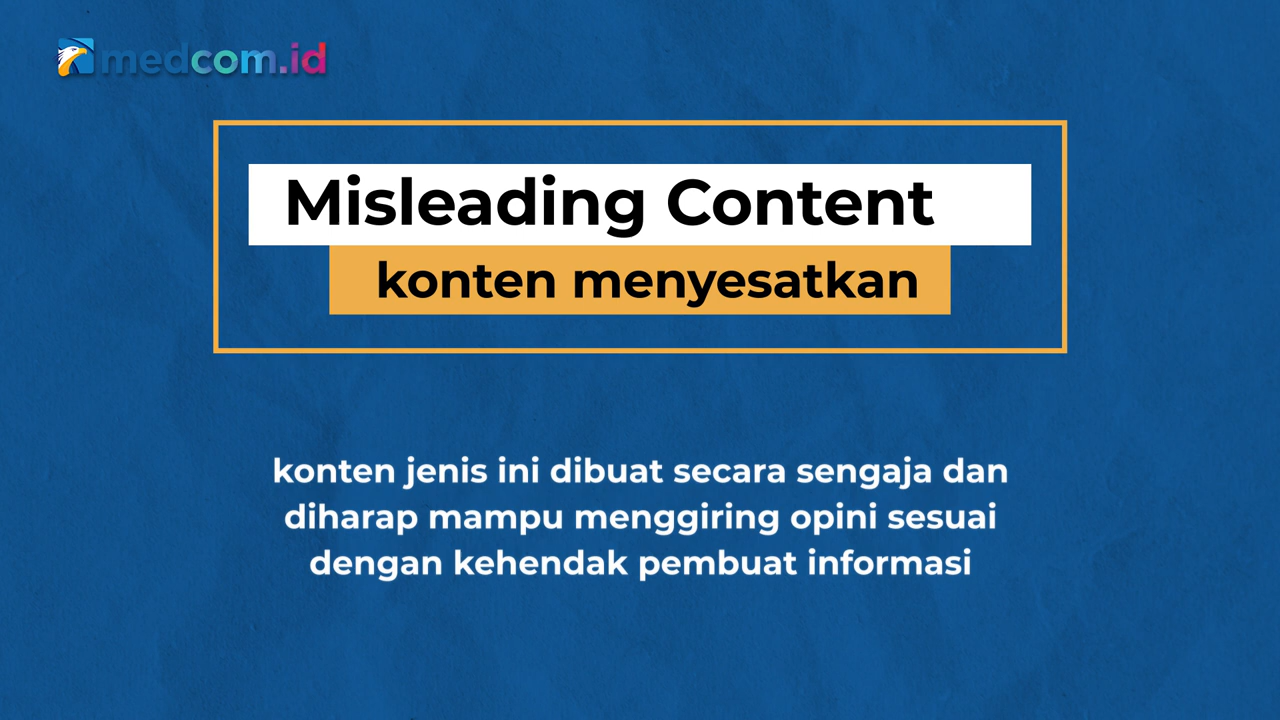 medcom.id
Misleading Content
konten menyesatkan
konten jenis ini dibuat secara sengaja dan
diharap mampu menggiring opini sesuai
dengan kehendak pembuat informasi